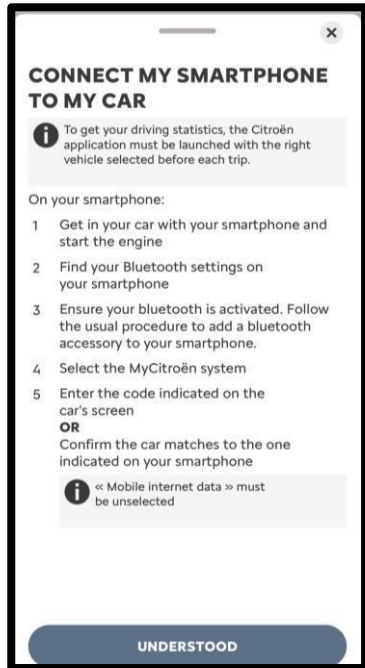 CONNECT MY SMARTPHONE
TO MY CAR
To get your driving statistics, the Citroën
application must be launched with the right
vehicle selected before each trip.
On your smartphone:
1 Get in your car with your smartphone and
start the engine
2 Find your Bluetooth settings on
your smartphone
3 Ensure your bluetooth is activated. Follow
the usual procedure to add a bluetooth
accessory to your smartphone.
4 Select the MyCitroën system
5 Enter the code indicated on the
car's screen
OR
Confirm the car matches to the one
indicated on your smartphone
« Mobile internet data » must
be unselected
UNDERSTOOD